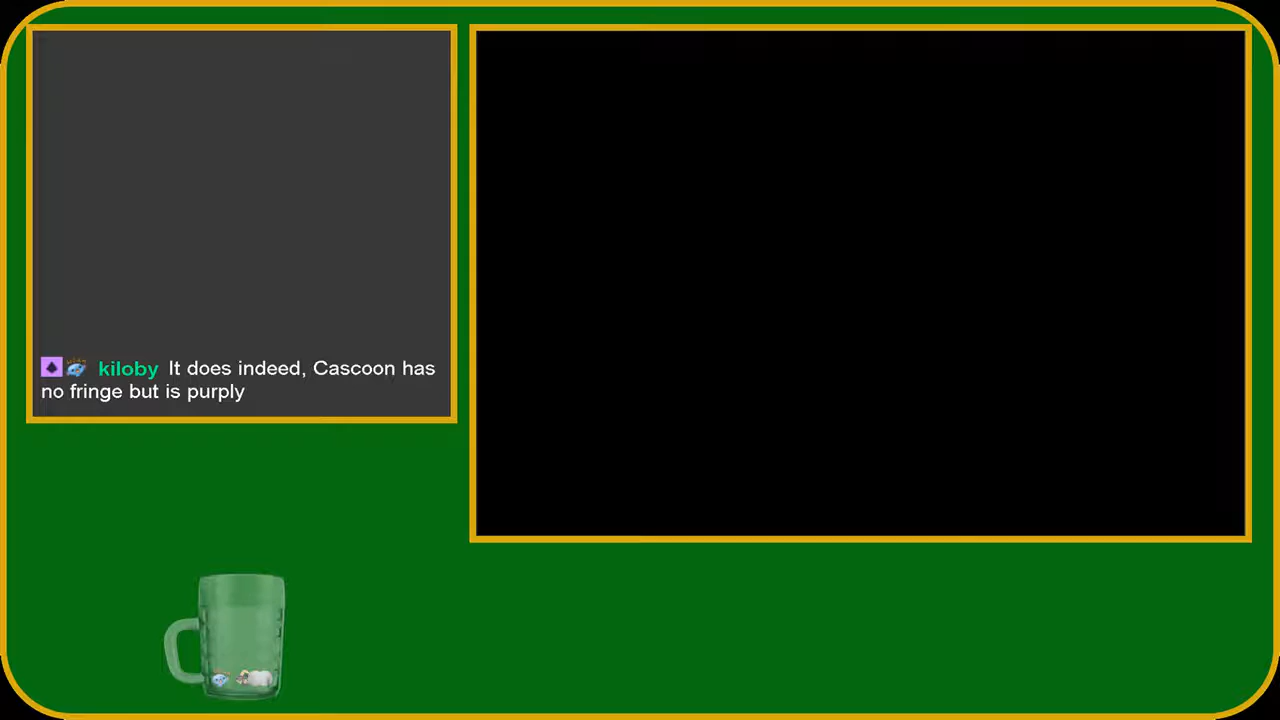 kiloby It does indeed, Cascoon has
no fringe but is purply